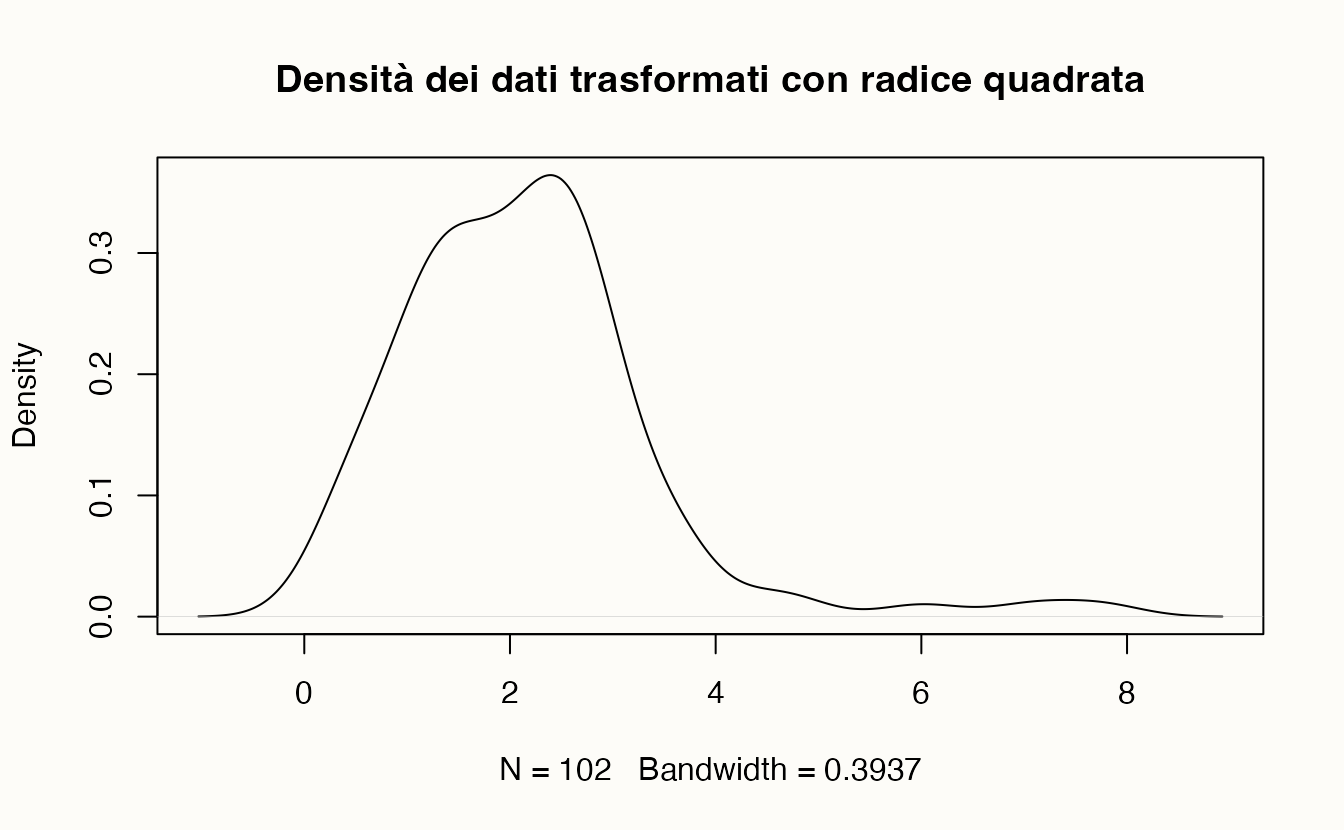 Densità dei dati trasformati con radice quadrata
Density
0.3
0.2
0.1
0.0
0 2 4 6 8
N = 102 Bandwidth = 0.3937